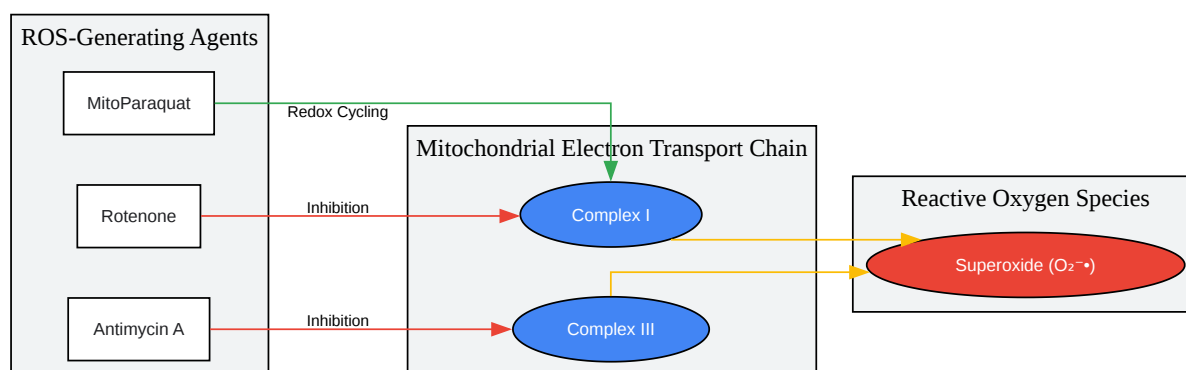 ROS-Generating Agents
MitoParaquat
Redox Cycling
Mitochondrial Electron Transport Chain
Rotenone
Inhibition
Complex I
Reactive Oxygen Species
Superoxide (O₂⁻•)
Antimycin A
Inhibition
Complex III